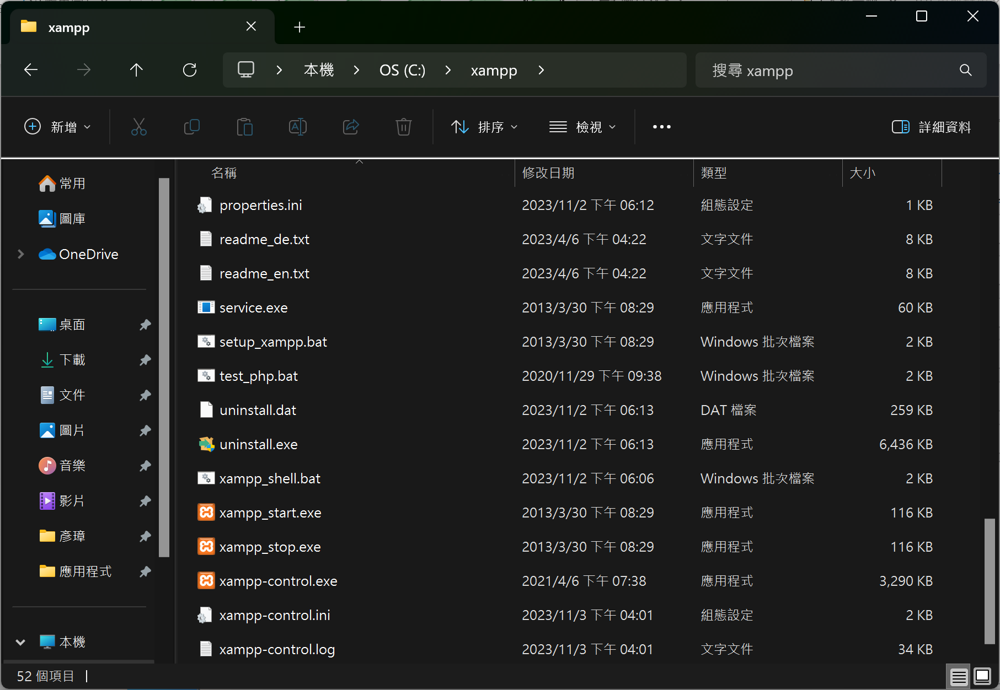 xampp
本機 OS (C:) xampp
搜尋 xampp
新增 排序 檢視 詳細資料
名稱 修改日期 類型 大小
常用
圖庫
OneDrive
桌面
下載
文件
圖片
音樂
影片
彥璋
應用程式
本機
properties.ini 2023/11/2 下午 06:12 組態設定 1 KB
readme_de.txt 2023/4/6 下午 04:22 文字文件 8 KB
readme_en.txt 2023/4/6 下午 04:22 文字文件 8 KB
service.exe 2013/3/30 下午 08:29 應用程式 60 KB
setup_xampp.bat 2013/3/30 下午 08:29 Windows 批次檔案 2 KB
test_php.bat 2020/11/29 下午 09:38 Windows 批次檔案 2 KB
uninstall.dat 2023/11/2 下午 06:13 DAT 檔案 259 KB
uninstall.exe 2023/11/2 下午 06:13 應用程式 6,436 KB
xampp_shell.bat 2023/11/2 下午 06:06 Windows 批次檔案 2 KB
xampp_start.exe 2013/3/30 下午 08:29 應用程式 116 KB
xampp_stop.exe 2013/3/30 下午 08:29 應用程式 116 KB
xampp-control.exe 2021/4/6 下午 07:38 應用程式 3,290 KB
xampp-control.ini 2023/11/3 下午 04:01 組態設定 2 KB
xampp-control.log 2023/11/3 下午 04:01 文字文件 34 KB
52 個項目